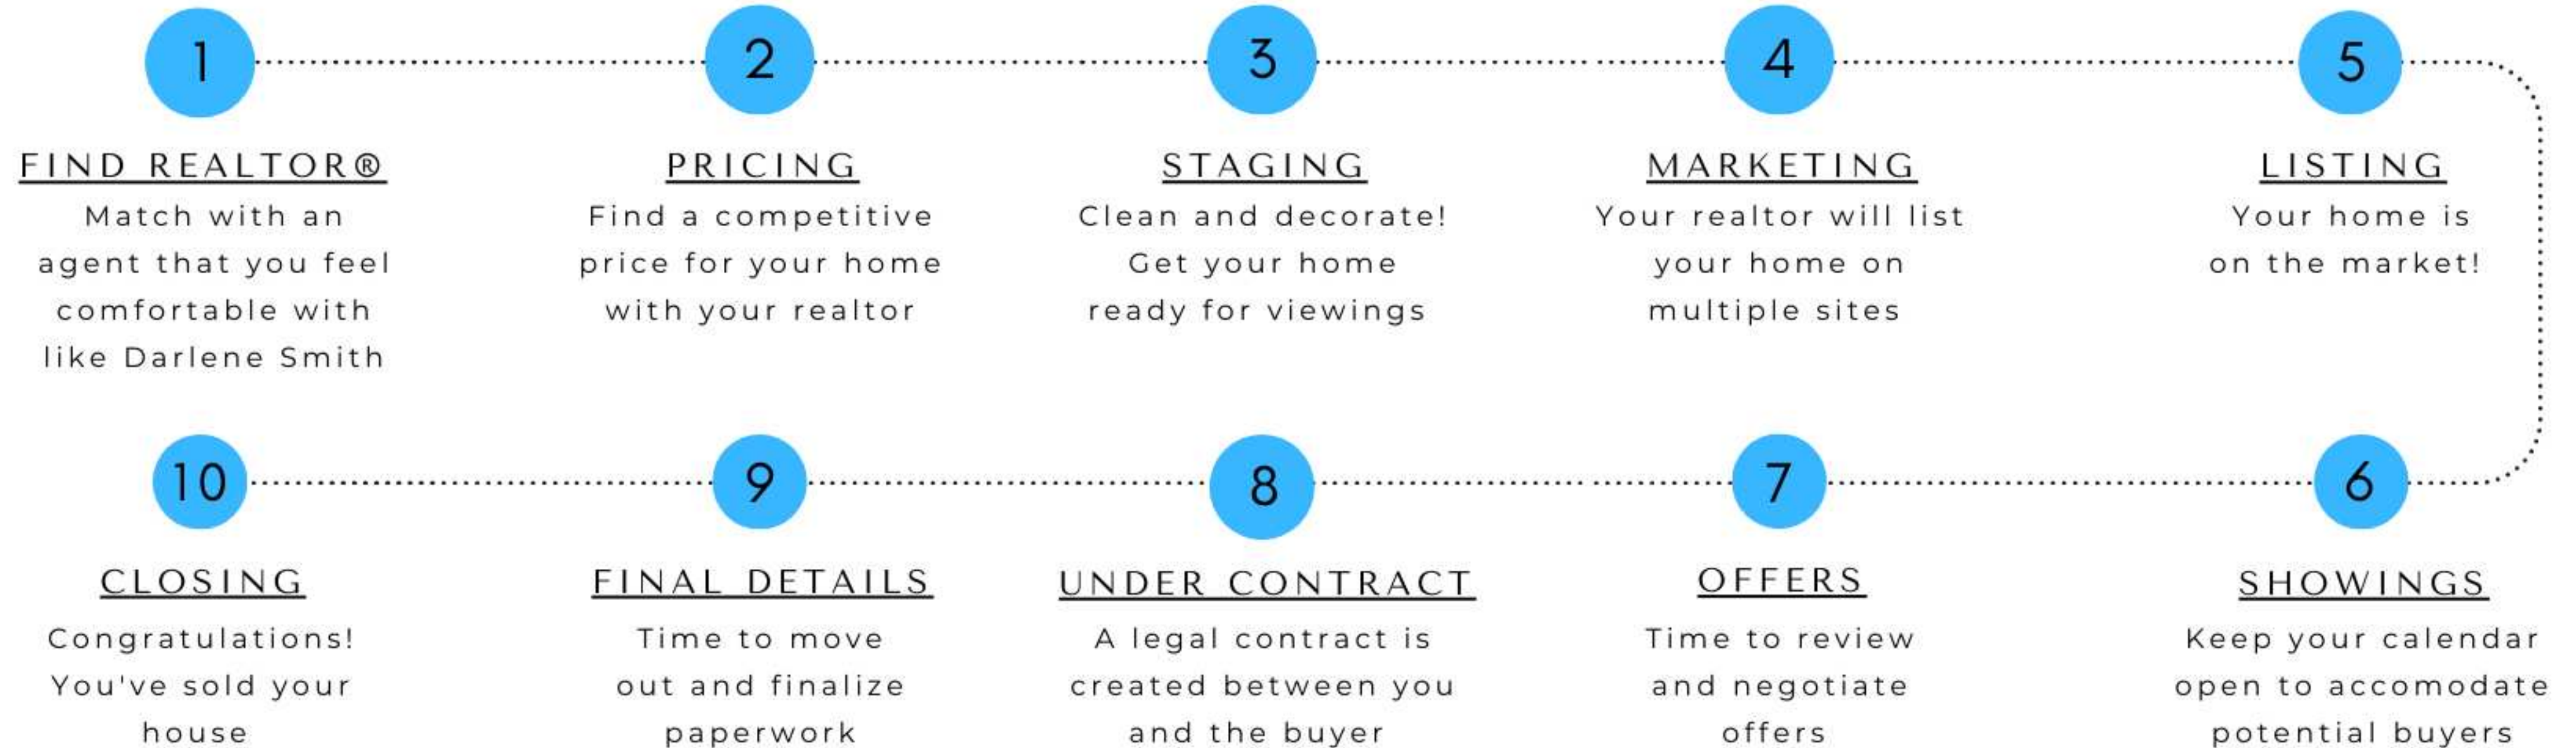 1
FIND REALTOR®
Match with an
agent that you feel
comfortable with
like Darlene Smith
2
PRICING
Find a competitive
price for your home
with your realtor
3
STAGING
Clean and decorate!
Get your home
ready for viewings
4
MARKETING
Your realtor will list
your home on
multiple sites
5
LISTING
Your home is
on the market!
6
SHOWINGS
Keep your calendar
open to accomodate
potential buyers
7
OFFERS
Time to review
and negotiate
offers
8
UNDER CONTRACT
A legal contract is
created between you
and the buyer
9
FINAL DETAILS
Time to move
out and finalize
paperwork
10
CLOSING
Congratulations!
You've sold your
house